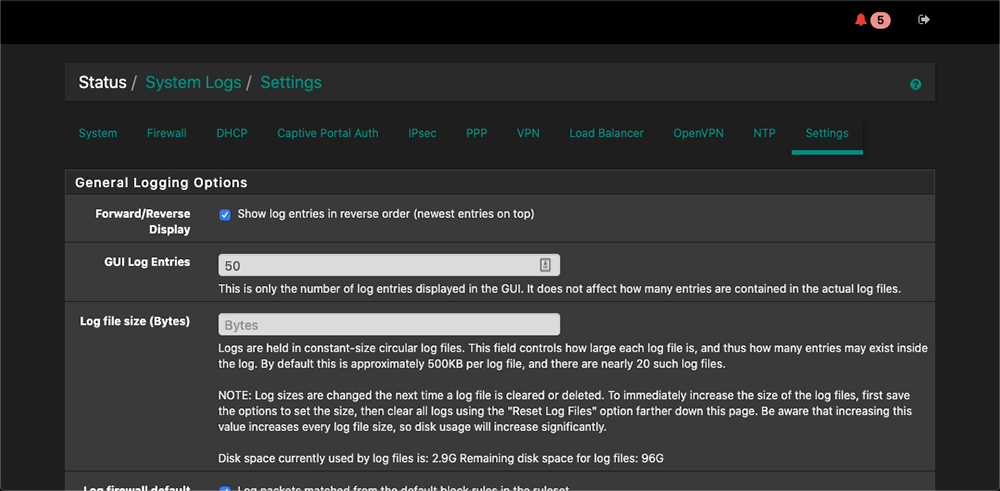 5
Status / System Logs / Settings
System Firewall DHCP Captive Portal Auth IPsec PPP VPN Load Balancer OpenVPN NTP Settings
General Logging Options
Forward/Reverse
Display
Show log entries in reverse order (newest entries on top)
GUI Log Entries
50
This is only the number of log entries displayed in the GUI. It does not affect how many entries are contained in the actual log files.
Log file size (Bytes)
Bytes
Logs are held in constant-size circular log files. This field controls how large each log file is, and thus how many entries may exist inside
the log. By default this is approximately 500KB per log file, and there are nearly 20 such log files.
NOTE: Log sizes are changed the next time a log file is cleared or deleted. To immediately increase the size of the log files, first save
the options to set the size, then clear all logs using the "Reset Log Files" option farther down this page. Be aware that increasing this
value increases every log file size, so disk usage will increase significantly.
Disk space currently used by log files is: 2.9G Remaining disk space for log files: 96G
Log firewall default
Log packets matched from the default block rules in the ruleset